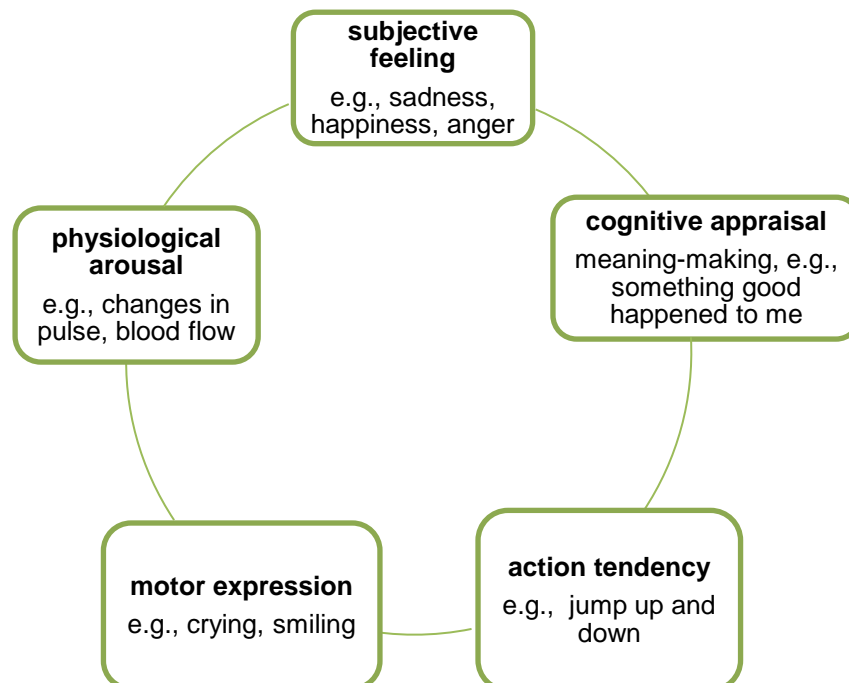 subjective
feeling
e.g., sadness,
happiness, anger
cognitive appraisal
meaning-making, e.g.,
something good
happened to me
action tendency
e.g., jump up and
down
motor expression
e.g., crying, smiling
physiological
arousal
e.g., changes in
pulse, blood flow